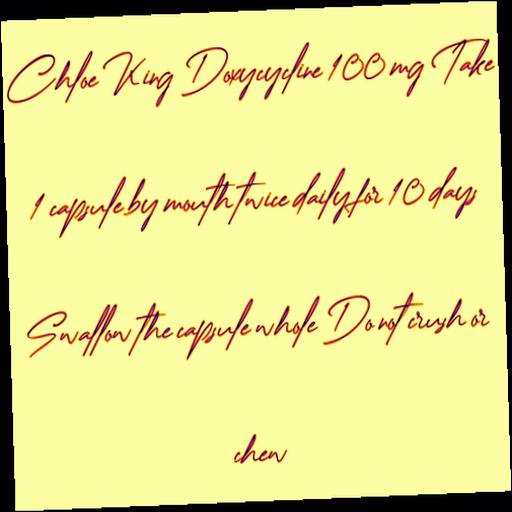 Chloe King Doxycycline 100 mg Take
1 capsule by mouth twice daily for 10 days
Swallow the capsule whole Do not crush or
chew